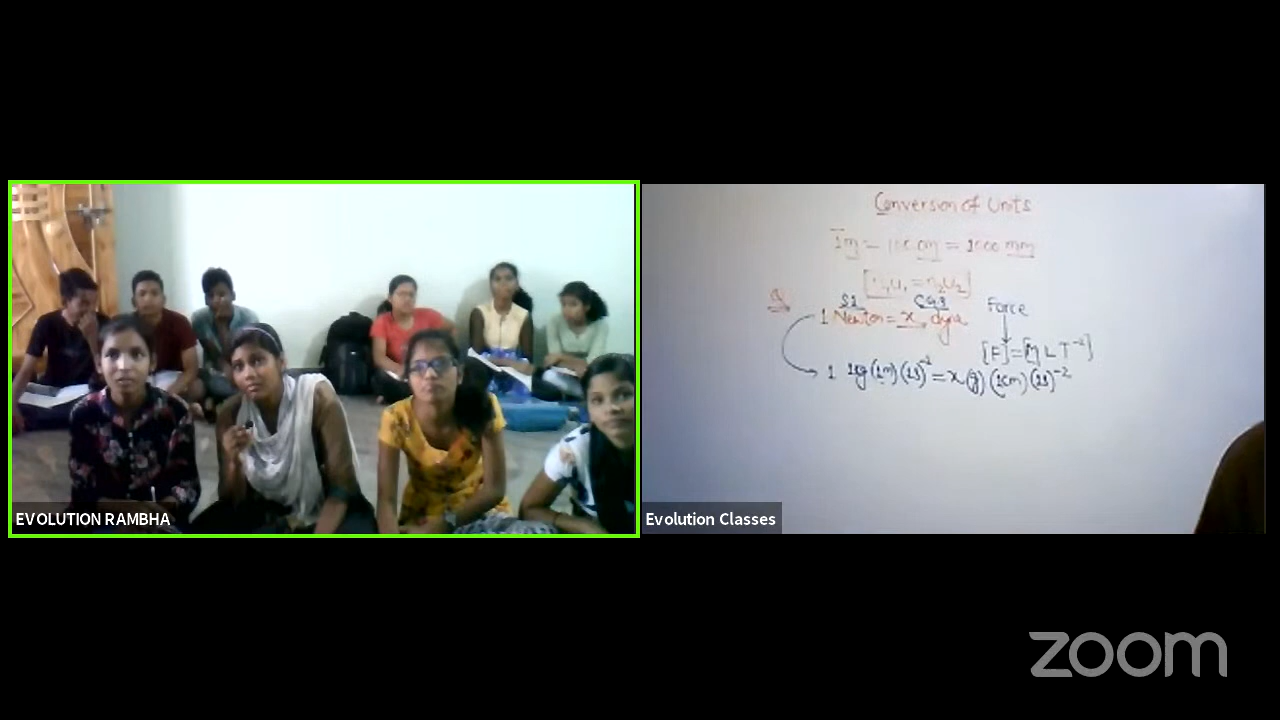 Conversion of Units
1m = 100 cm = 1000 mm
[n₁u₁ = n₂u₂]
Q SI CGS Force
1 Newton = x dyne
[F] = [M L T⁻²]
1 1kg (1m) (1s)⁻² = x (g) (1cm) (1s)⁻²
EVOLUTION RAMBHA
Evolution Classes
zoom